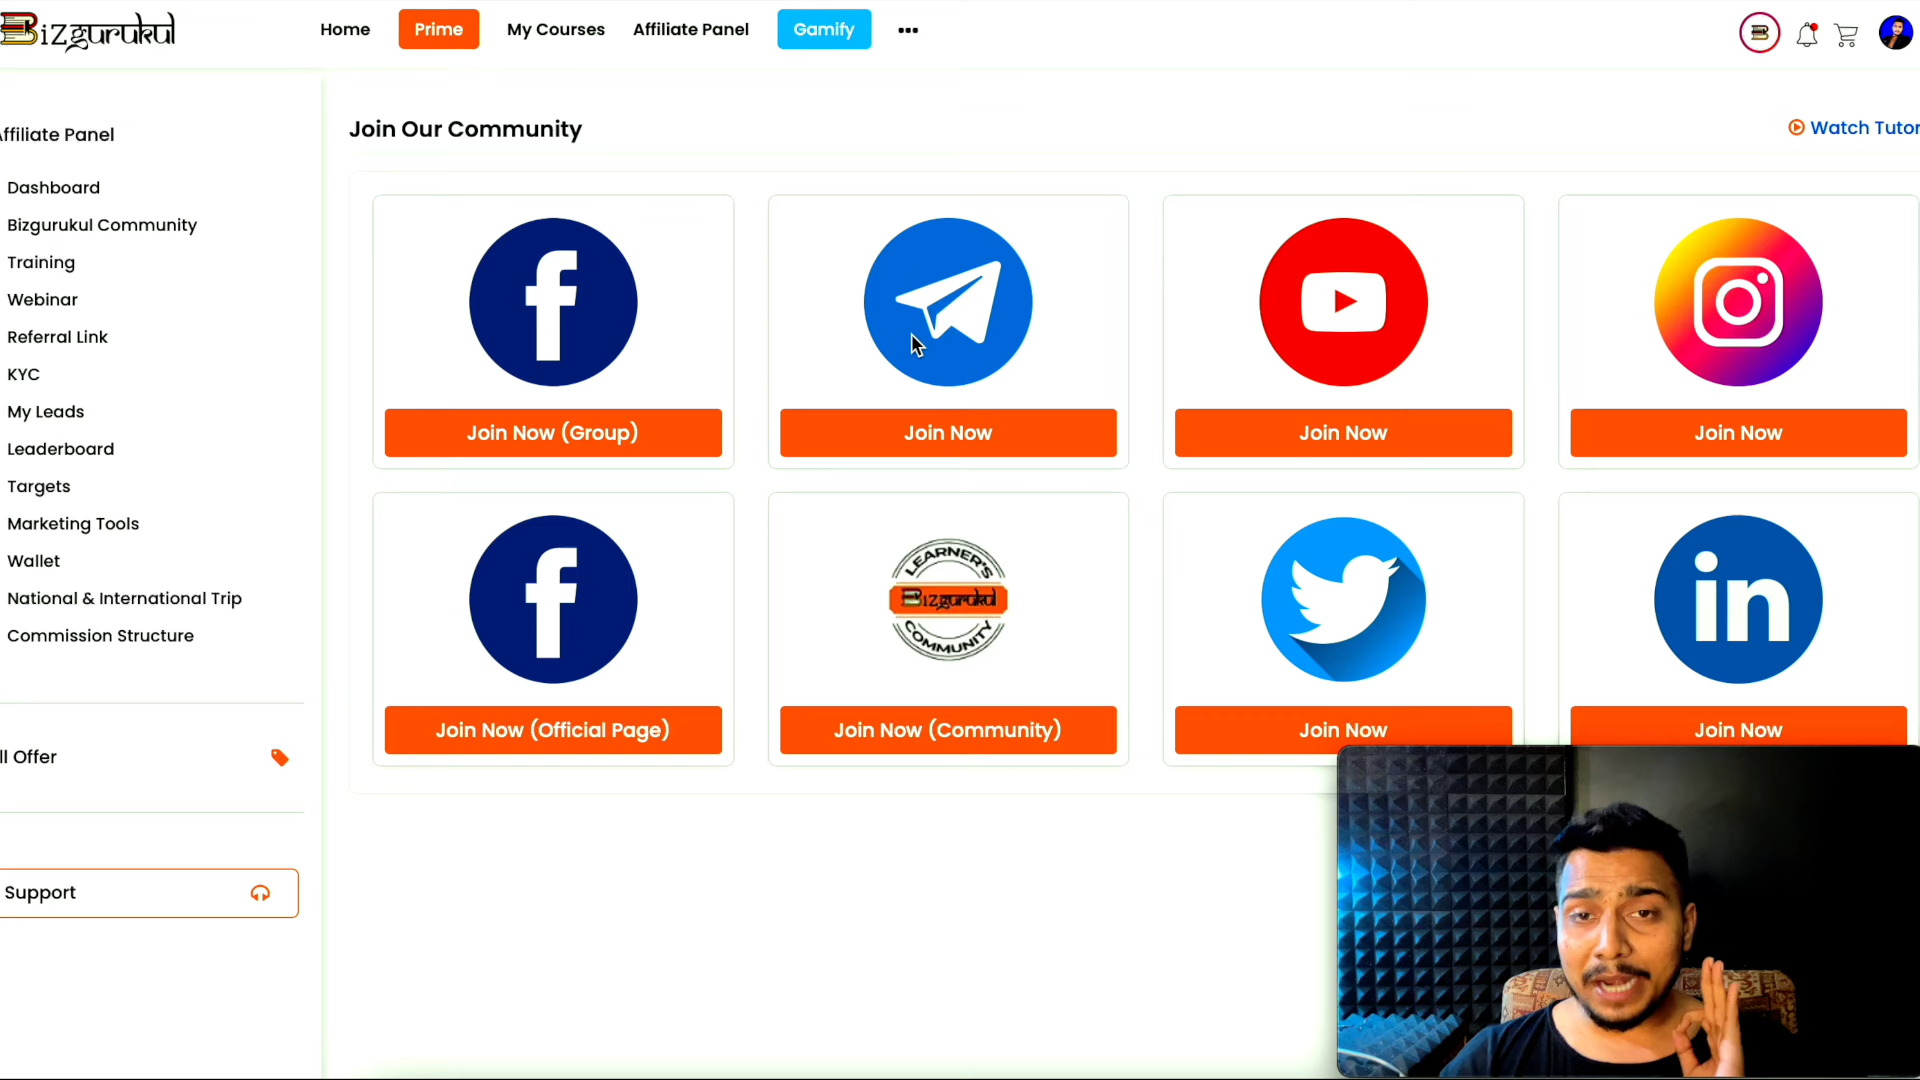 Bizgurukul
Home
Prime
My Courses
Affiliate Panel
Gamify
ffiliate Panel
Dashboard
Bizgurukul Community
Training
Webinar
Referral Link
KYC
My Leads
Leaderboard
Targets
Marketing Tools
Wallet
National & International Trip
Commission Structure
ll Offer
Support
Join Our Community
Watch Tutor
Join Now (Group)
Join Now
Join Now
Join Now
LEARNER'S
Bizgurukul
COMMUNITY
in
Join Now (Official Page)
Join Now (Community)
Join Now
Join Now